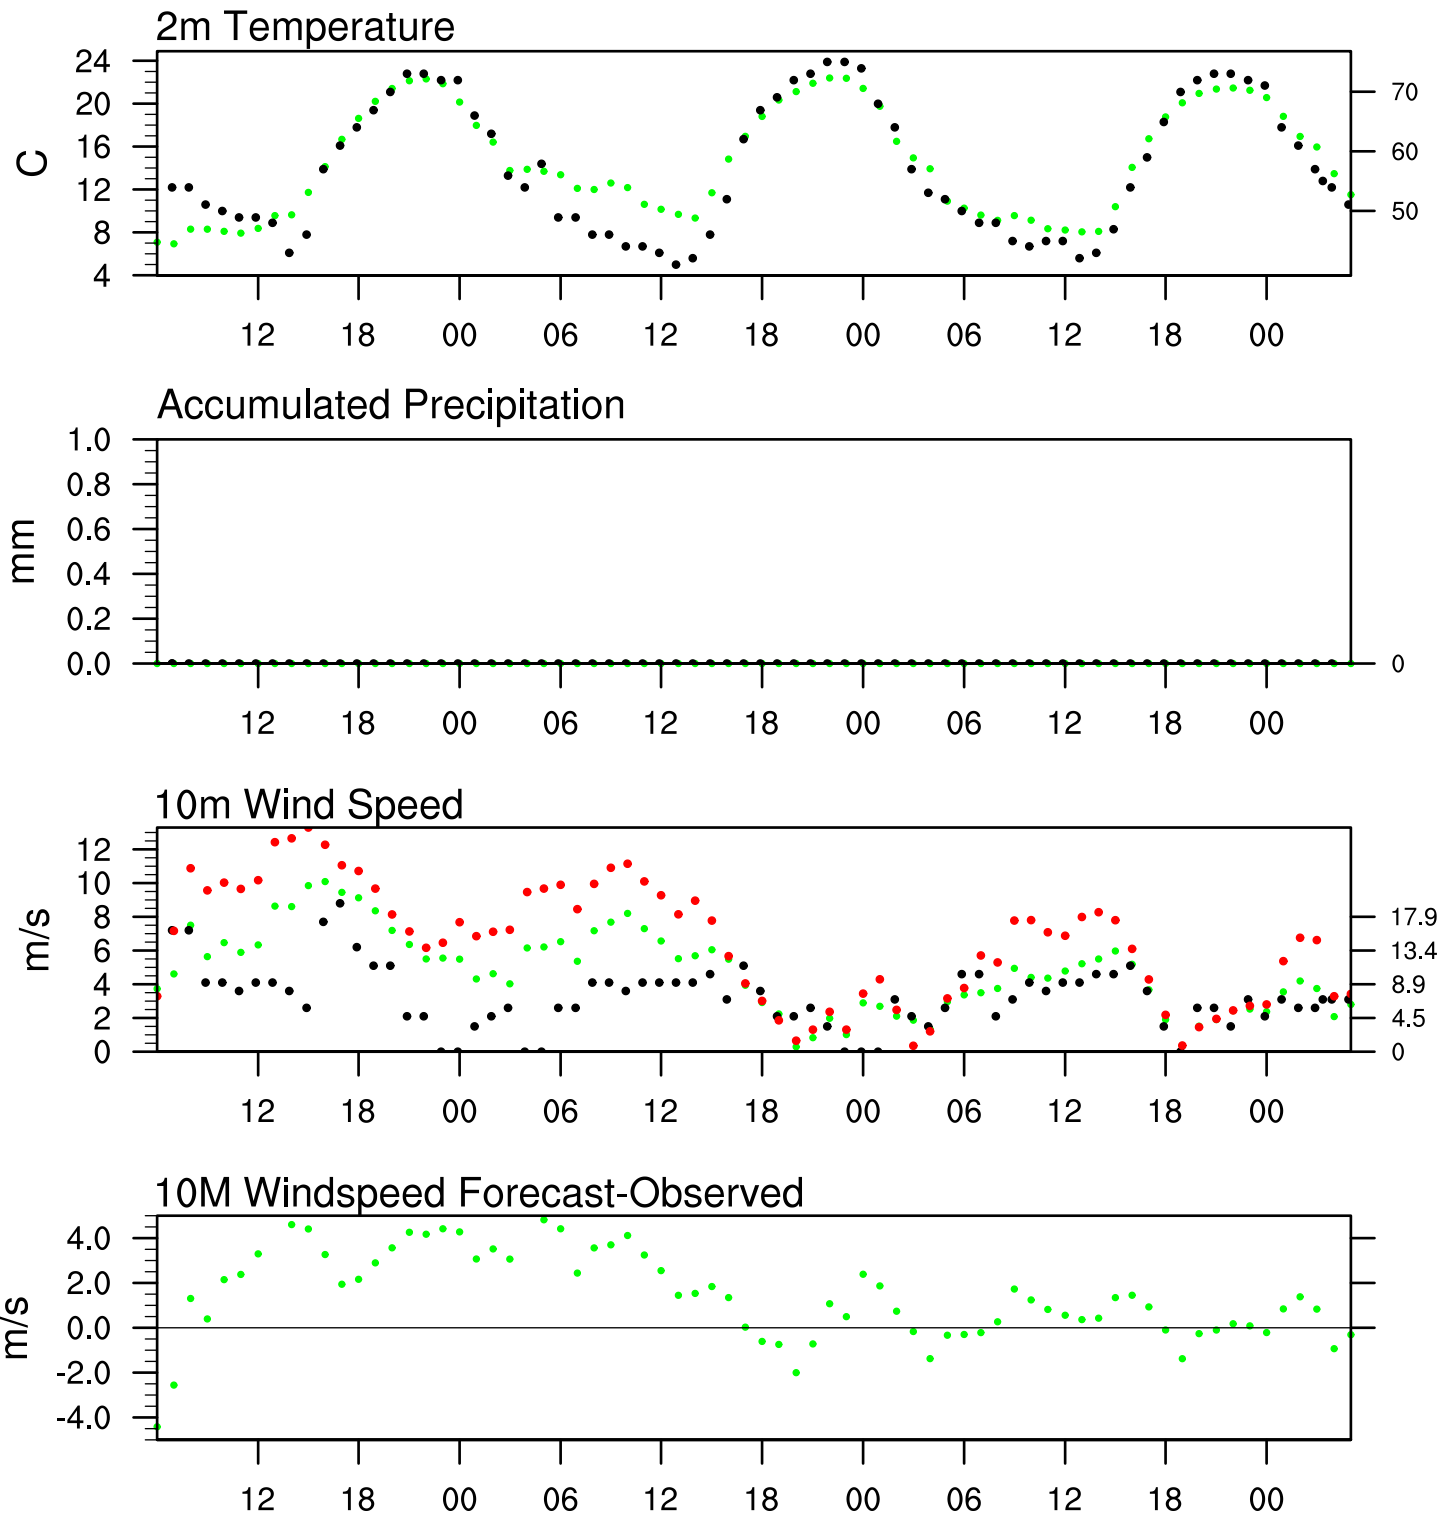 2m Temperature
24
20
16
12
8
4
C
70
60
50
12 18 00 06 12 18 00 06 12 18 00
Accumulated Precipitation
1.0
0.8
0.6
0.4
0.2
0.0
mm
0
12 18 00 06 12 18 00 06 12 18 00
10m Wind Speed
12
10
8
6
4
2
0
m/s
17.9
13.4
8.9
4.5
0
12 18 00 06 12 18 00 06 12 18 00
10M Windspeed Forecast-Observed
4.0
2.0
0.0
-2.0
-4.0
m/s
12 18 00 06 12 18 00 06 12 18 00